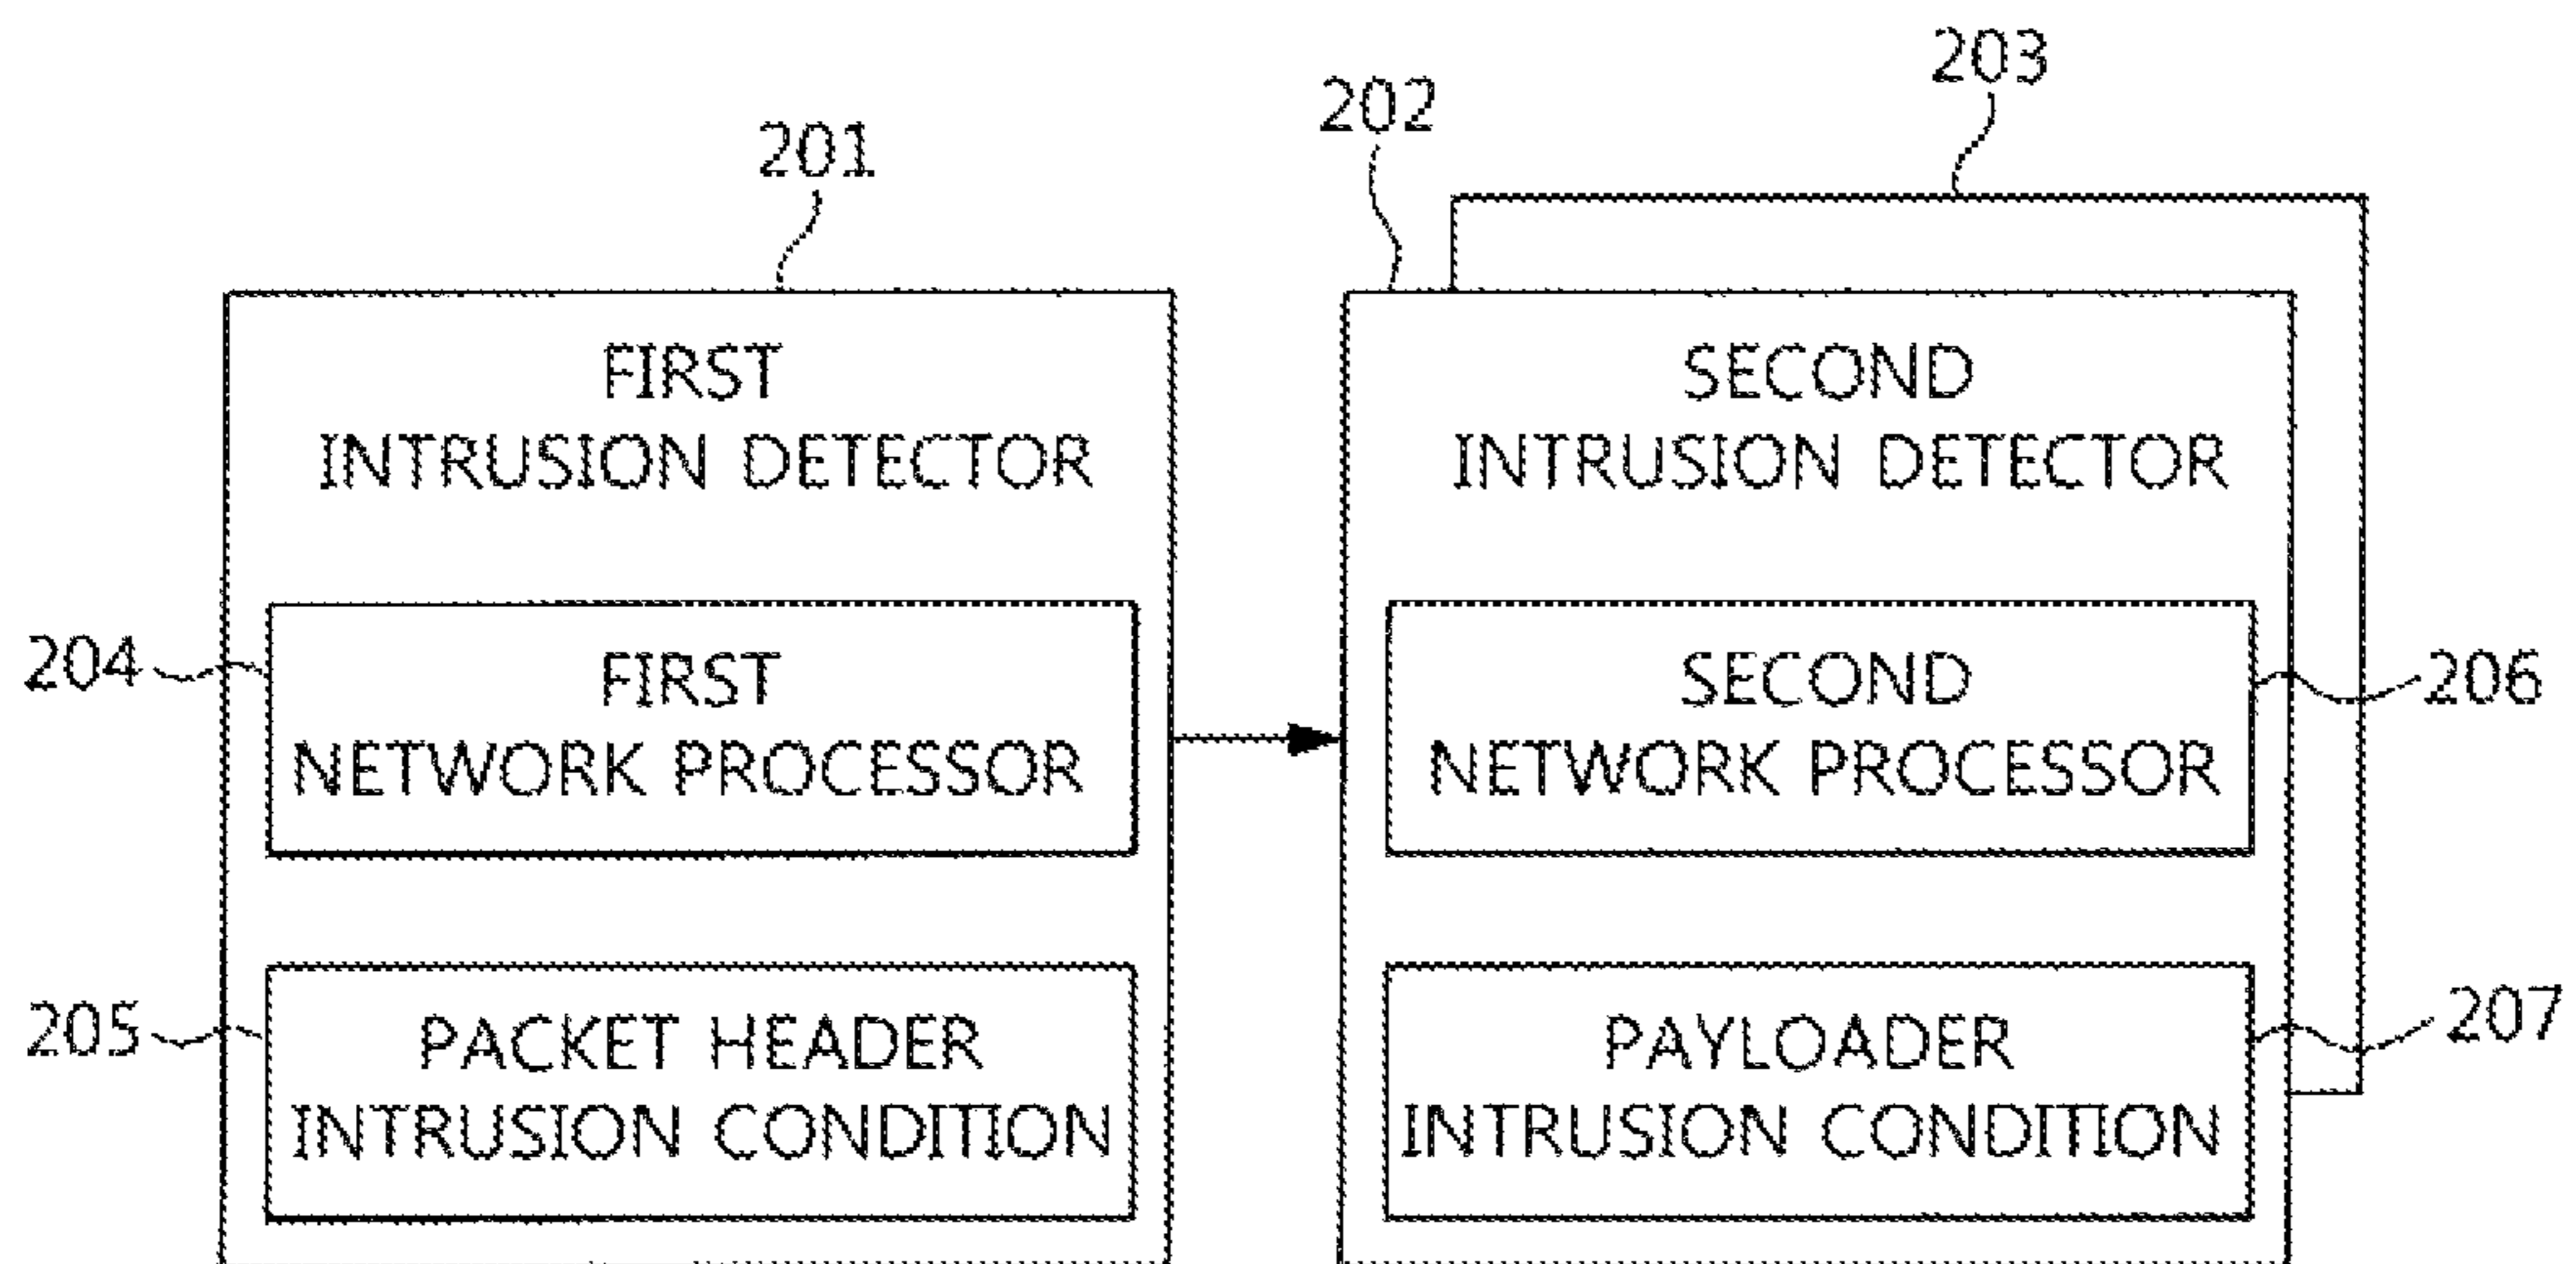 203
202
201
FIRST
INTRUSION DETECTOR
SECOND
INTRUSION DETECTOR
204
FIRST
NETWORK PROCESSOR
SECOND
NETWORK PROCESSOR
206
205
PACKET HEADER
INTRUSION CONDITION
PAYLOADER
INTRUSION CONDITION
207